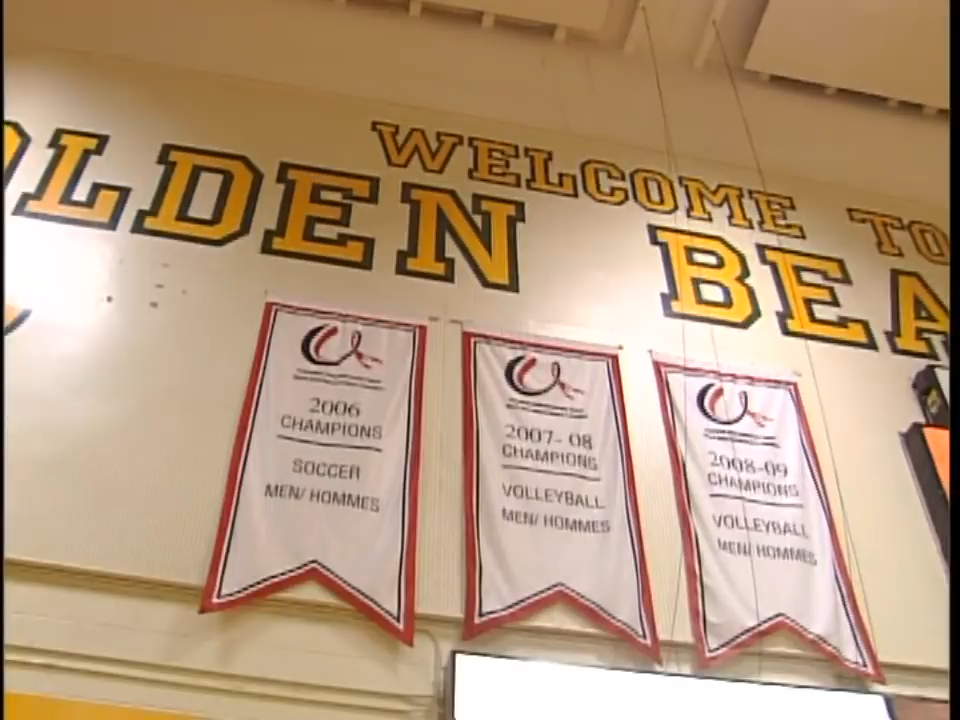 WELCOME TO
OLDEN BEA
2006
CHAMPIONS
SOCCER
MEN/HOMMES
2007-08
CHAMPIONS
VOLLEYBALL
MEN/HOMMES
2008-09
CHAMPIONS
VOLLEYBALL
MEN/HOMMES